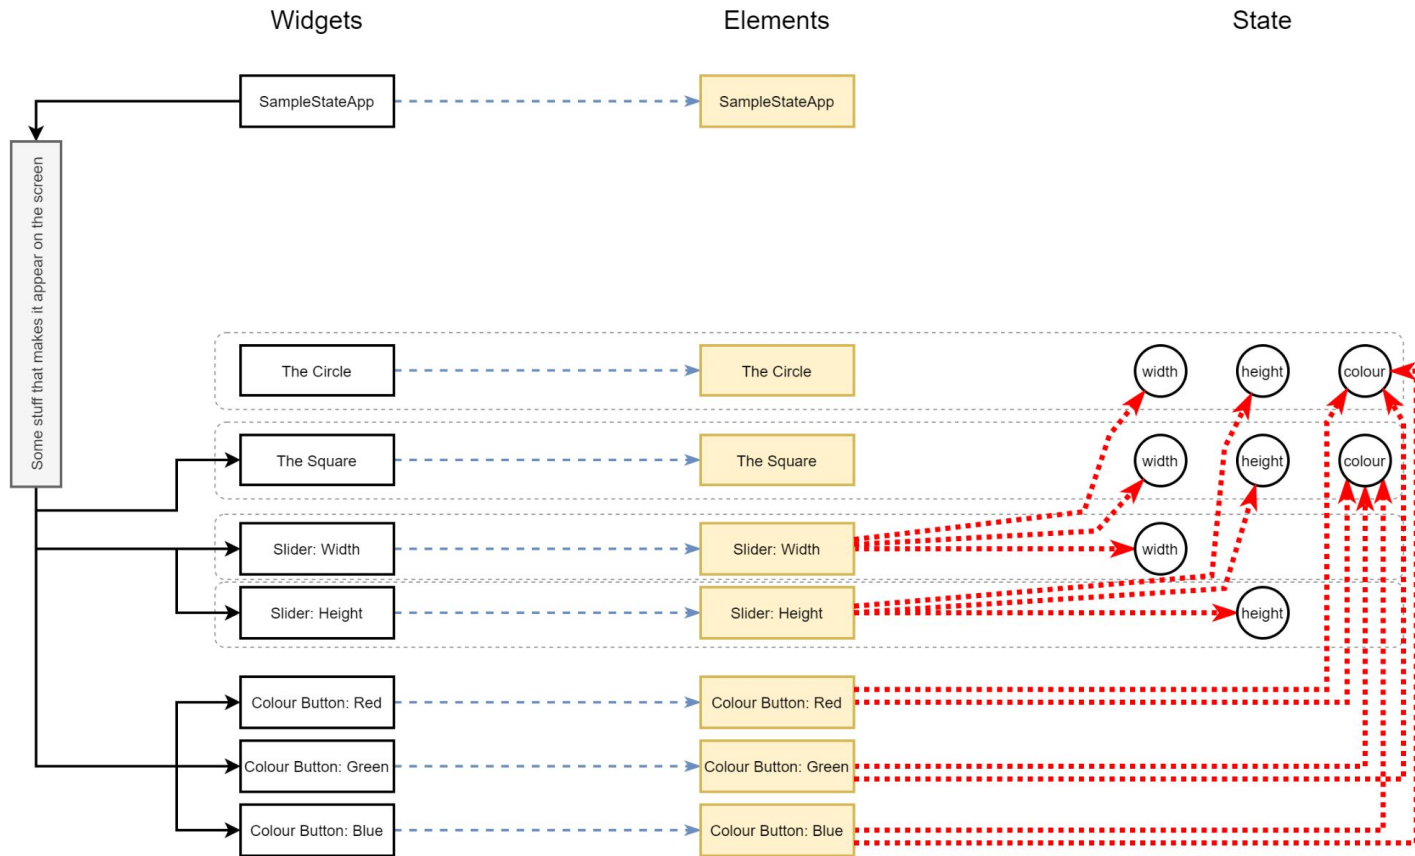 Widgets
Elements
State
SampleStateApp
SampleStateApp
Some stuff that makes it appear on the screen
The Circle
The Circle
width
height
colour
The Square
The Square
width
height
colour
Slider: Width
Slider: Width
width
Slider: Height
Slider: Height
height
Colour Button: Red
Colour Button: Red
Colour Button: Green
Colour Button: Green
Colour Button: Blue
Colour Button: Blue